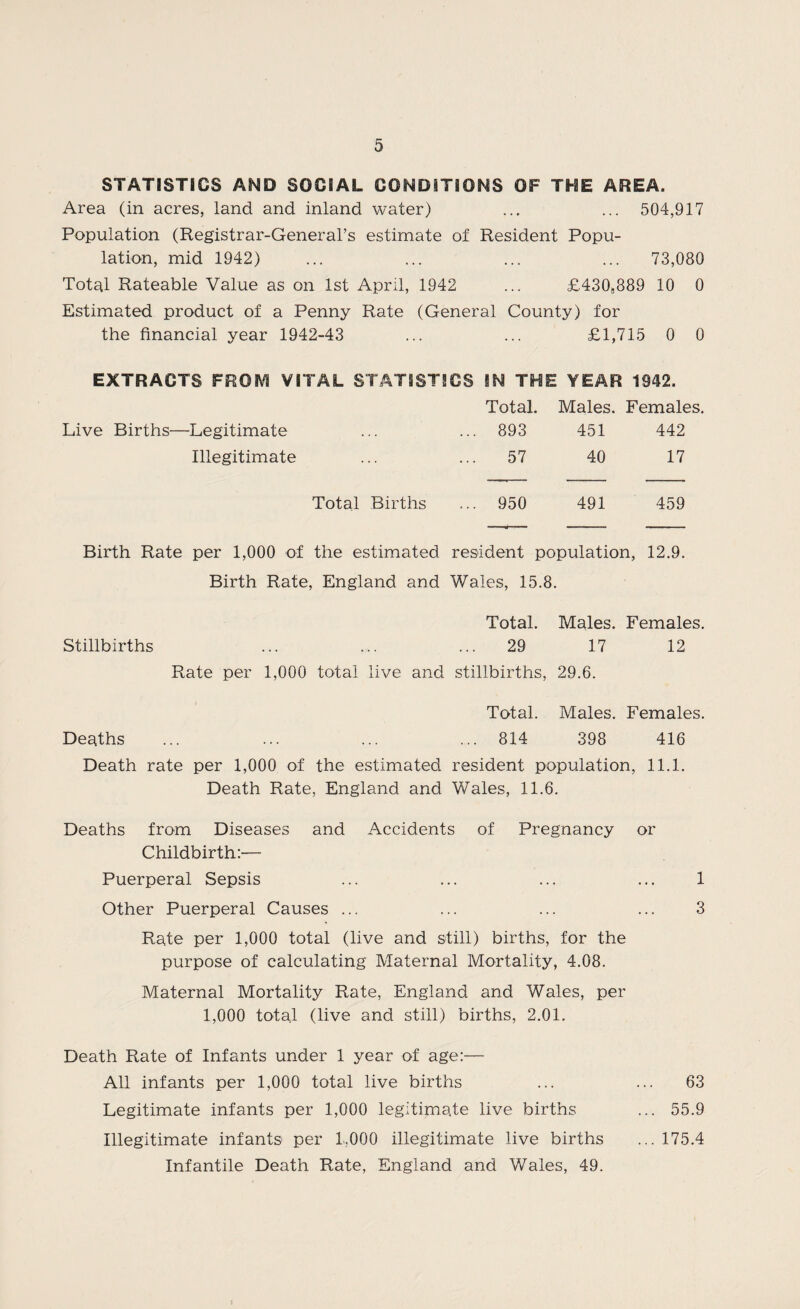 5
STATISTICS AND SOCIAL CONDITIONS OF THE AREA.
Area (in acres, land and inland water) ... ... 504,917
Population (Registrar-General's estimate of Resident Popu-
lation, mid 1942) ... ... ... ... 73,080
Total Rateable Value as on 1st April, 1942 ... £430,889 10 0
Estimated product of a Penny Rate (General County) for
the financial year 1942-43 ... ... £1,715 0 0
EXTRACTS FROM VITAL STATISTICS IN THE YEAR 1942.
Total. Males. Females.
Live Births—Legitimate ... ... 893 451 442
Illegitimate ... ... 57 40 17
Total Births ... 950 491 459
Birth Rate per 1,000 of the estimated resident population, 12.9.
Birth Rate, England and Wales, 15.8.
Total. Males. Females.
Stillbirths ... ... ... 29 17 12
Rate per 1,000 total live and stillbirths, 29.6.
Total. Males. Females.
Deaths ... ... ... ... 814 398 416
Death rate per 1,000 of the estimated resident population, 11.1.
Death Rate, England and Wales, 11.6.
Deaths from Diseases and Accidents of Pregnancy or
Childbirth:—
Puerperal Sepsis ... ... ... ... 1
Other Puerperal Causes ... ... ... ... 3
Rate per 1,000 total (live and still) births, for the
purpose of calculating Maternal Mortality, 4.08.
Maternal Mortality Rate, England and Wales, per
1,000 total (live and still) births, 2.01.
Death Rate of Infants under 1 year of age:—
All infants per 1,000 total live births ... ... 63
Legitimate infants per 1,000 legitimate live births ... 55.9
Illegitimate infants per 1,000 illegitimate live births ... 175.4
Infantile Death Rate, England and Wales, 49.